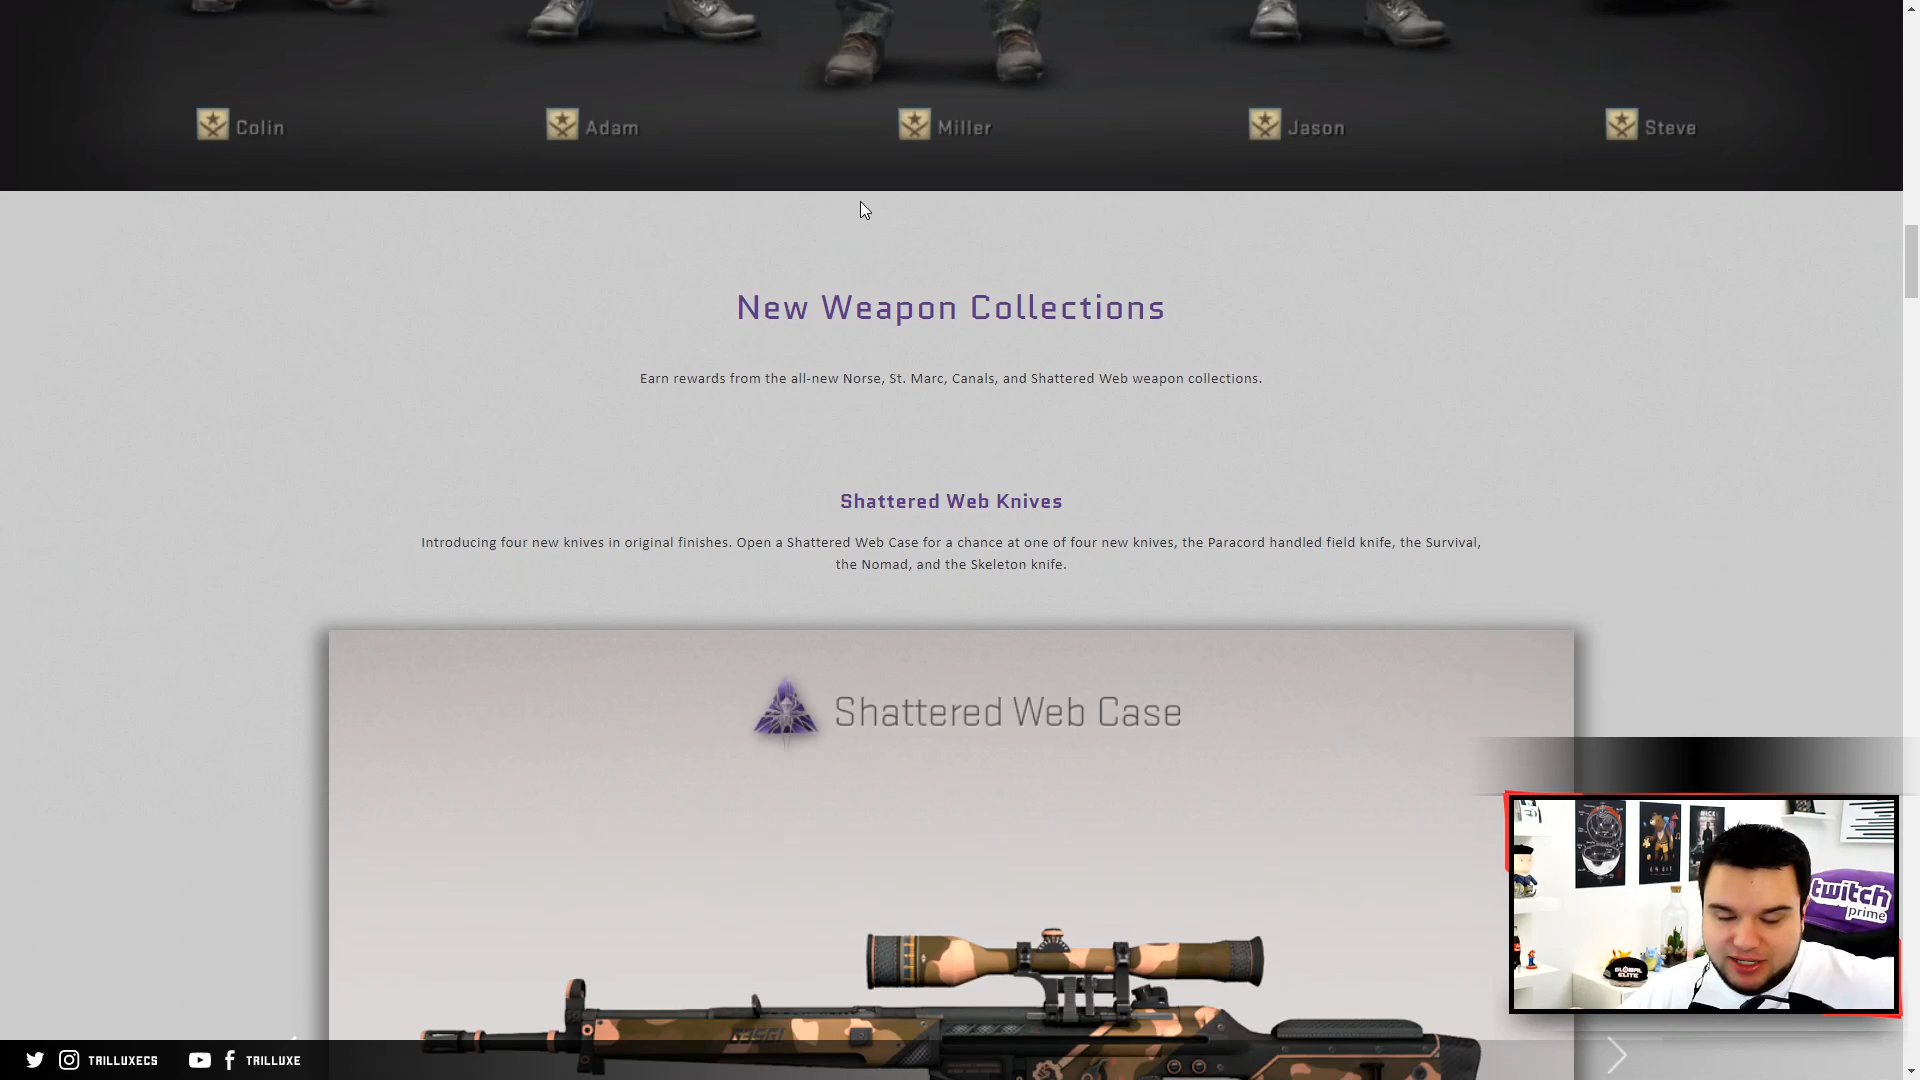 Colin
Adam
Miller
Jason
Steve
New Weapon Collections
Earn rewards from the all-new Norse, St. Marc, Canals, and Shattered Web weapon collections.
Shattered Web Knives
Introducing four new knives in original finishes. Open a Shattered Web Case for a chance at one of four new knives, the Paracord handled field knife, the Survival,
the Nomad, and the Skeleton knife.
Shattered Web Case
G3SG1
twitch
prime
GLOBAL
ELITE
TRILLUXECS
TRILLUXE